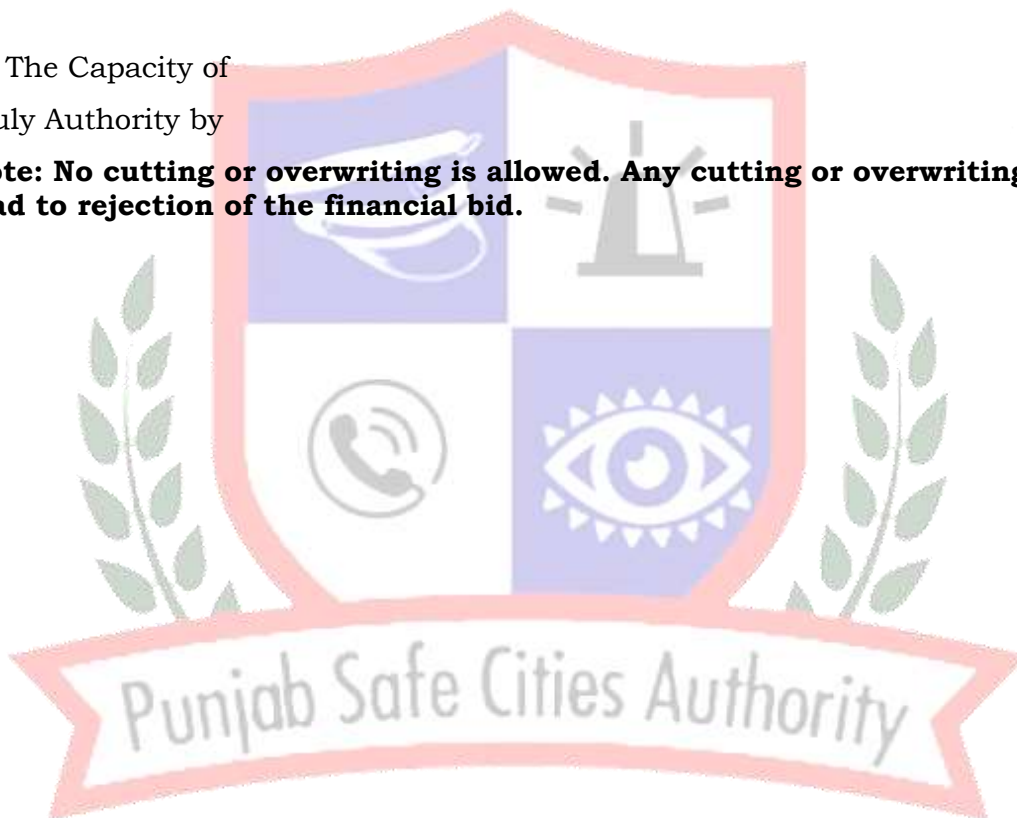 The Capacity of
uly Authority by
te: No cutting or overwriting is allowed. Any cutting or overwriting
ad to rejection of the financial bid.
Punjab Safe Cities Authority